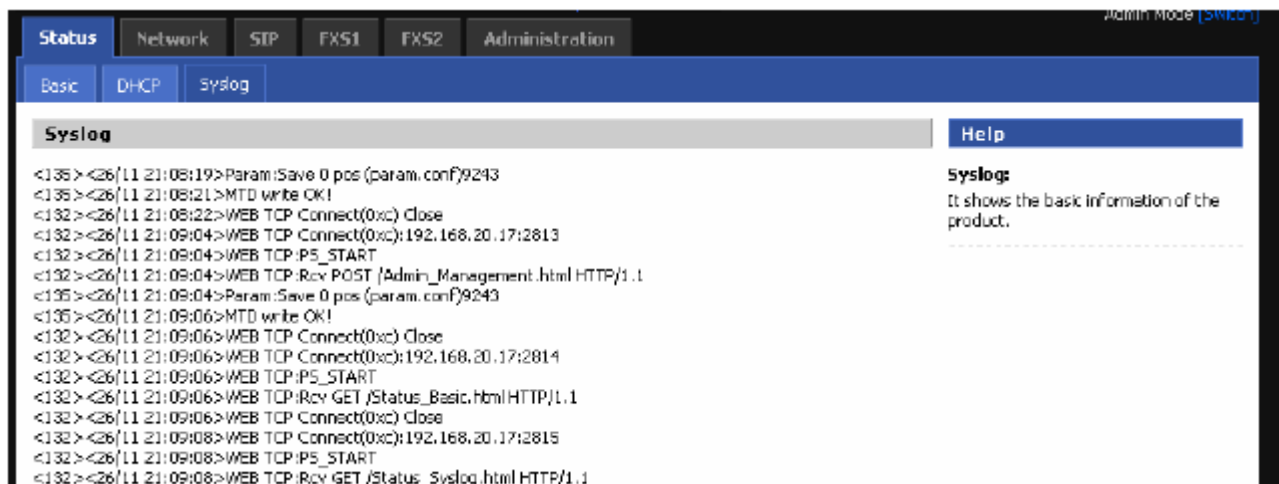 Admin Mode [Switch]
Status Network SIP FXS1 FXS2 Administration
Basic DHCP Syslog
Syslog
Help
<135><26/11 21:08:19>Param:Save 0 pos (param.conf)9243
<135><26/11 21:08:21>MTD write OK!
<132><26/11 21:08:22>WEB TCP Connect(0xc) Close
<132><26/11 21:09:04>WEB TCP Connect(0xc):192.168.20.17:2813
<132><26/11 21:09:04>WEB TCP:PS_START
<132><26/11 21:09:04>WEB TCP:Rcv POST /Admin_Management.html HTTP/1.1
<135><26/11 21:09:04>Param:Save 0 pos (param.conf)9243
<135><26/11 21:09:06>MTD write OK!
<132><26/11 21:09:06>WEB TCP Connect(0xc) Close
<132><26/11 21:09:06>WEB TCP Connect(0xc):192.168.20.17:2814
<132><26/11 21:09:06>WEB TCP:PS_START
<132><26/11 21:09:06>WEB TCP:Rcv GET /Status_Basic.html HTTP/1.1
<132><26/11 21:09:06>WEB TCP Connect(0xc) Close
<132><26/11 21:09:08>WEB TCP Connect(0xc):192.168.20.17:2815
<132><26/11 21:09:08>WEB TCP:PS_START
<132><26/11 21:09:08>WEB TCP:Rcv GET /Status_Syslog.html HTTP/1.1
Syslog:
It shows the basic information of the
product.